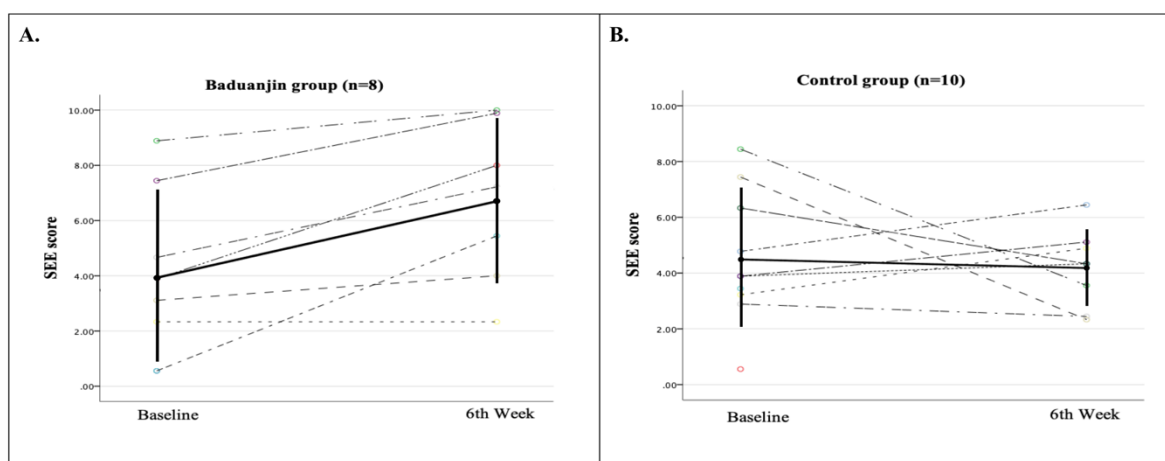 A.
Baduanjin group (n=8)
10.00
8.00
6.00
4.00
2.00
.00
SEE score
Baseline
6th Week
B.
Control group (n=10)
10.00
8.00
6.00
4.00
2.00
.00
SEE score
Baseline
6th Week